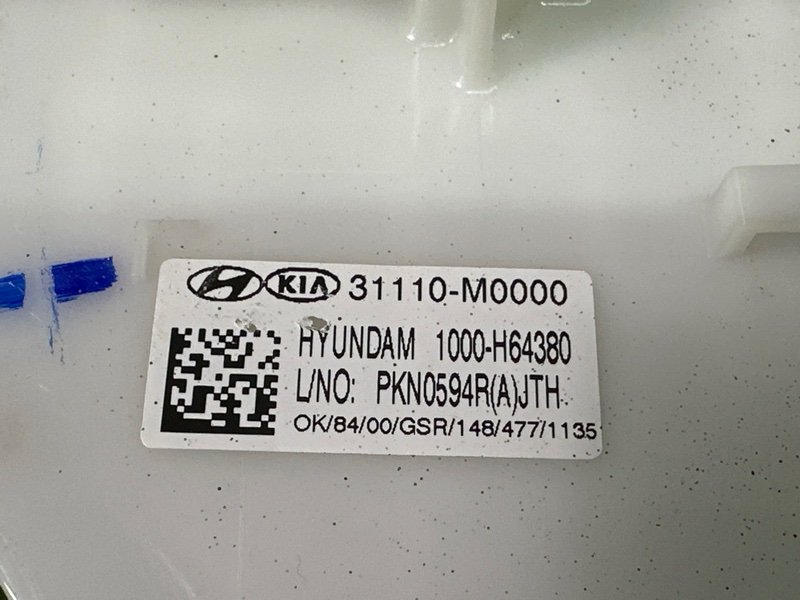 KIA 31110-M0000
HYUNDAM 1000-H64380
L/NO: PKN0594R(A)JTH
OK/84/00/GSR/148/477/1135